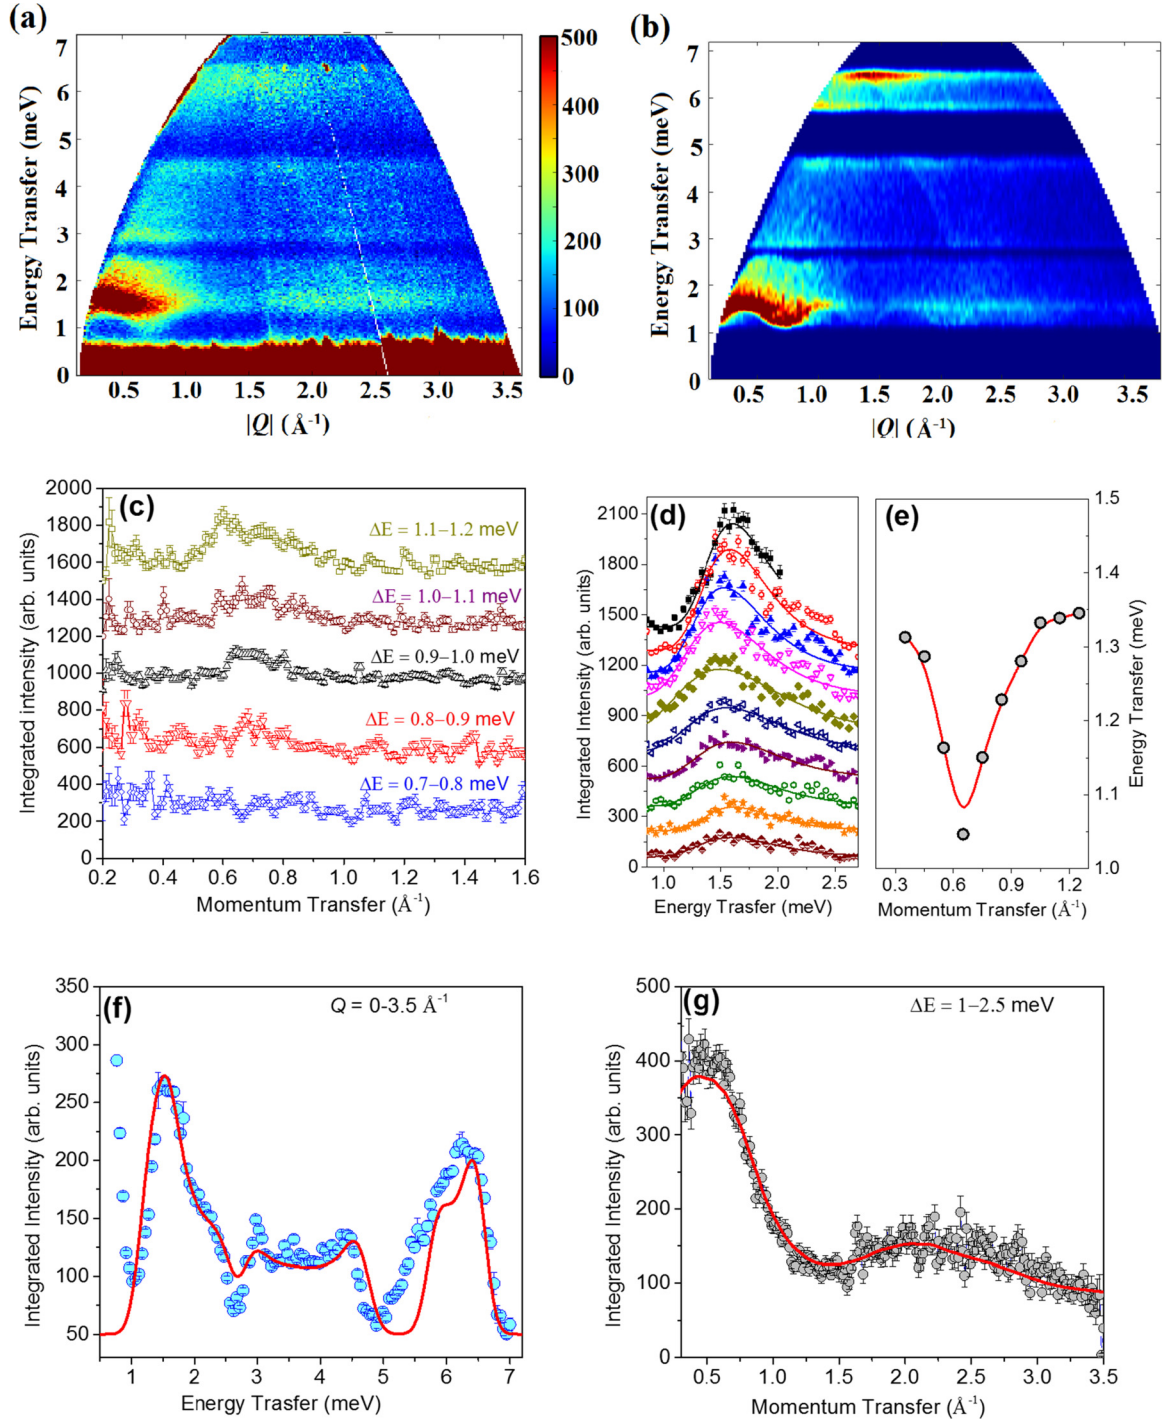 (a)
7
6
5
4
3
2
1
0
Energy Transfer (meV)
0.5 1.0 1.5 2.0 2.5 3.0 3.5
|Q| (Å-1)
500
400
300
200
100
0
(b)
7
6
5
4
3
2
1
0
Energy Transfer (meV)
0.5 1.0 1.5 2.0 2.5 3.0 3.5
|Q| (Å-1)
(c)
2000
1800
1600
1400
1200
1000
800
600
400
200
0
Integrated intensity (arb. units)
ΔE = 1.1–1.2 meV
ΔE = 1.0–1.1 meV
ΔE = 0.9–1.0 meV
ΔE = 0.8–0.9 meV
ΔE = 0.7–0.8 meV
0.2 0.4 0.6 0.8 1.0 1.2 1.4 1.6
Momentum Transfer (Å-1)
(d)
2100
1800
1500
1200
900
600
300
0
Integrated Intensity (arb. units)
1.0 1.5 2.0 2.5
Energy Trasfer (meV)
(e)
1.5
1.4
1.3
1.2
1.1
1.0
Energy Transfer (meV)
0.3 0.6 0.9 1.2
Momentum Transfer (Å-1)
(f)
Q = 0-3.5 Å-1
350
300
250
200
150
100
50
Integrated Intensity (arb. units)
1 2 3 4 5 6 7
Energy Trasfer (meV)
(g)
ΔE = 1–2.5 meV
500
400
300
200
100
0
Integrated Intensity (arb. units)
0.5 1.0 1.5 2.0 2.5 3.0 3.5
Momentum Transfer (Å-1)